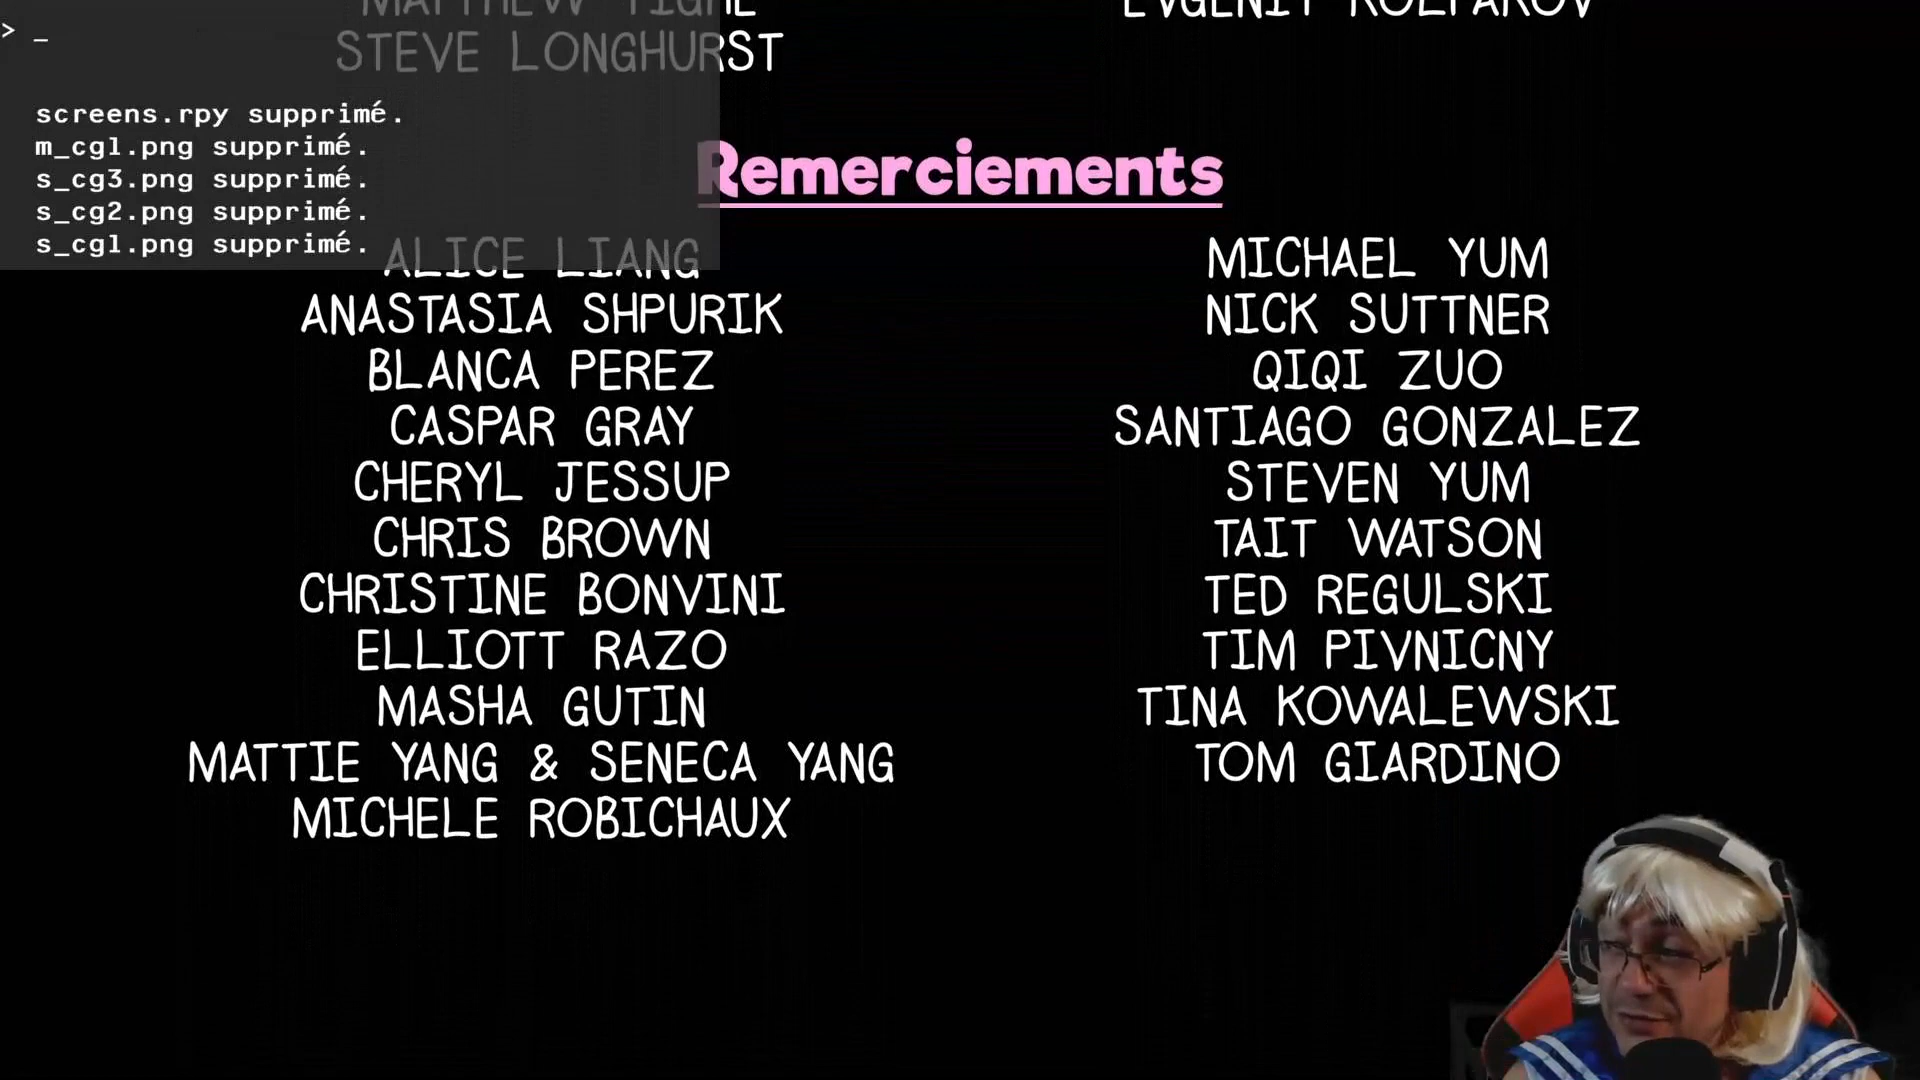 > _
screens.rpy supprimé.
m_cg1.png supprimé.
s_cg3.png supprimé.
s_cg2.png supprimé.
s_cg1.png supprimé.
STEVE LONGHURST
Remerciements
ALICE LIANG
ANASTASIA SHPURIK
BLANCA PEREZ
CASPAR GRAY
CHERYL JESSUP
CHRIS BROWN
CHRISTINE BONVINI
ELLIOTT RAZO
MASHA GUTIN
MATTIE YANG & SENECA YANG
MICHELE ROBICHAUX
MICHAEL YUM
NICK SUTTNER
QIQI ZUO
SANTIAGO GONZALEZ
STEVEN YUM
TAIT WATSON
TED REGULSKI
TIM PIVNICNY
TINA KOWALEWSKI
TOM GIARDINO